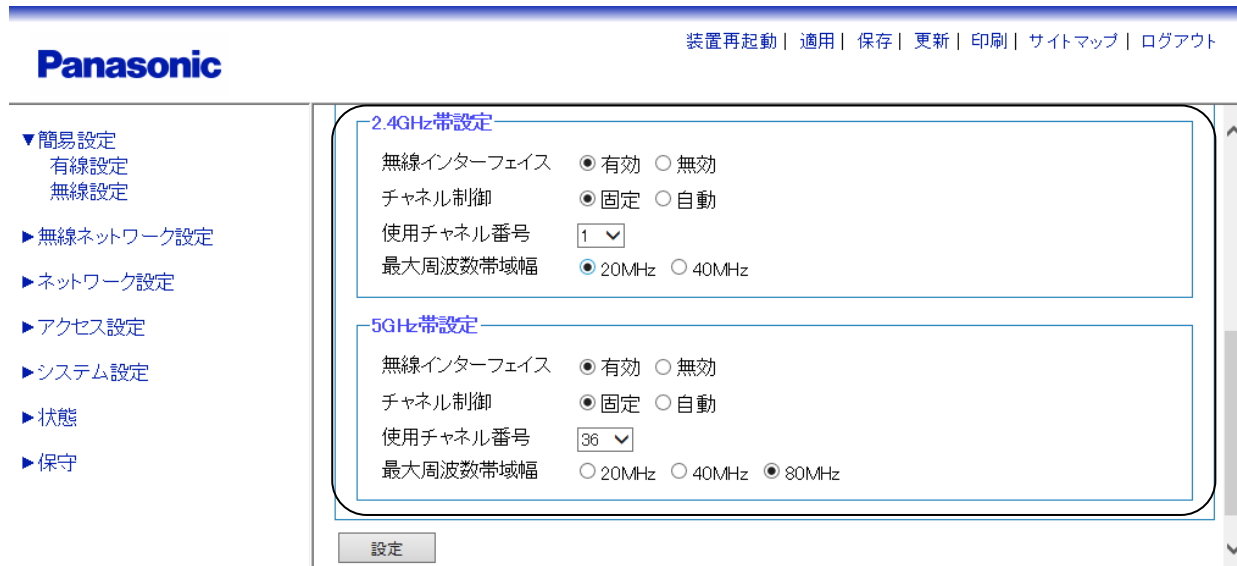 Panasonic
装置再起動| 適用| 保存| 更新| 印刷| サイトマップ| ログアウト
▼簡易設定
有線設定
無線設定
►無線ネットワーク設定
►ネットワーク設定
►アクセス設定
►システム設定
►状態
►保守
2.4GHz帯設定
無線インターフェイス 有効 無効
チャネル制御 固定 自動
使用チャネル番号 1
最大周波数帯域幅 20MHz 40MHz
5GHz帯設定
無線インターフェイス 有効 無効
チャネル制御 固定 自動
使用チャネル番号 36
最大周波数帯域幅 20MHz 40MHz 80MHz
設定